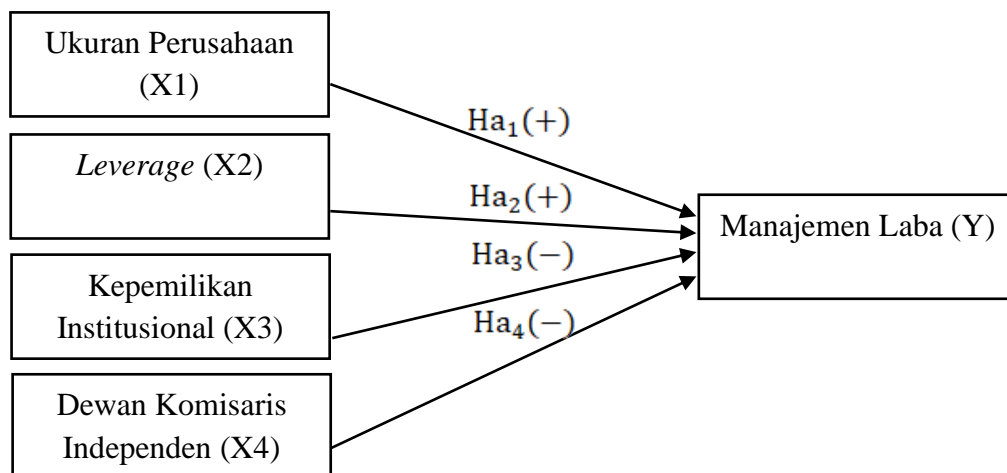 Ukuran Perusahaan
(X1)
Ha₁(+)
Leverage (X2)
Ha₂(+)
Manajemen Laba (Y)
Ha₃(−)
Kepemilikan
Institusional (X3)
Ha₄(−)
Dewan Komisaris
Independen (X4)